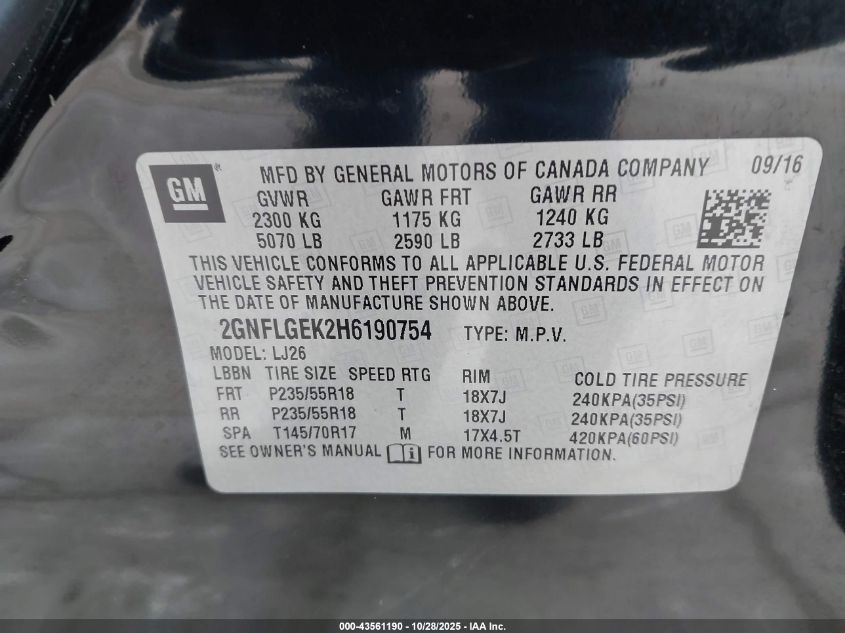 GM MFD BY GENERAL MOTORS OF CANADA COMPANY 09/16
GVWR GAWR FRT GAWR RR
2300 KG 1175 KG 1240 KG
5070 LB 2590 LB 2733 LB
THIS VEHICLE CONFORMS TO ALL APPLICABLE U.S. FEDERAL MOTOR
VEHICLE SAFETY AND THEFT PREVENTION STANDARDS IN EFFECT ON
THE DATE OF MANUFACTURE SHOWN ABOVE.
2GNFLGEK2H6190754 TYPE: M.P.V.
MODEL: LJ26
LBBN TIRE SIZE SPEED RTG RIM COLD TIRE PRESSURE
FRT P235/55R18 T 18X7J 240KPA(35PSI)
RR P235/55R18 T 18X7J 240KPA(35PSI)
SPA T145/70R17 M 17X4.5T 420KPA(60PSI)
SEE OWNER'S MANUAL i FOR MORE INFORMATION.
000-43561190 - 10/28/2025 - IAA Inc.